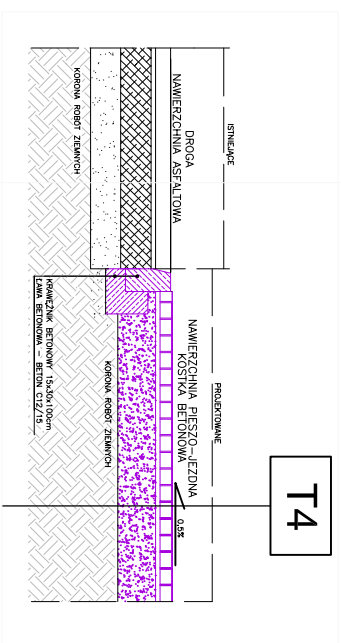 T4
ISTNIEJĄCE
PROJEKTOWANE
DROGA
NAWIERZCHNIA ASFALTOWA
NAWIERZCHNIA PIESZO-JEZDNA
KOSTKA BETONOWA
0,5%
KORONA ROBÓT ZIEMNYCH
KORONA ROBÓT ZIEMNYCH
KRAWĘŻNIK BETONOWY 15x30x100cm
ŁAWA BETONOWA - BETON C12/15